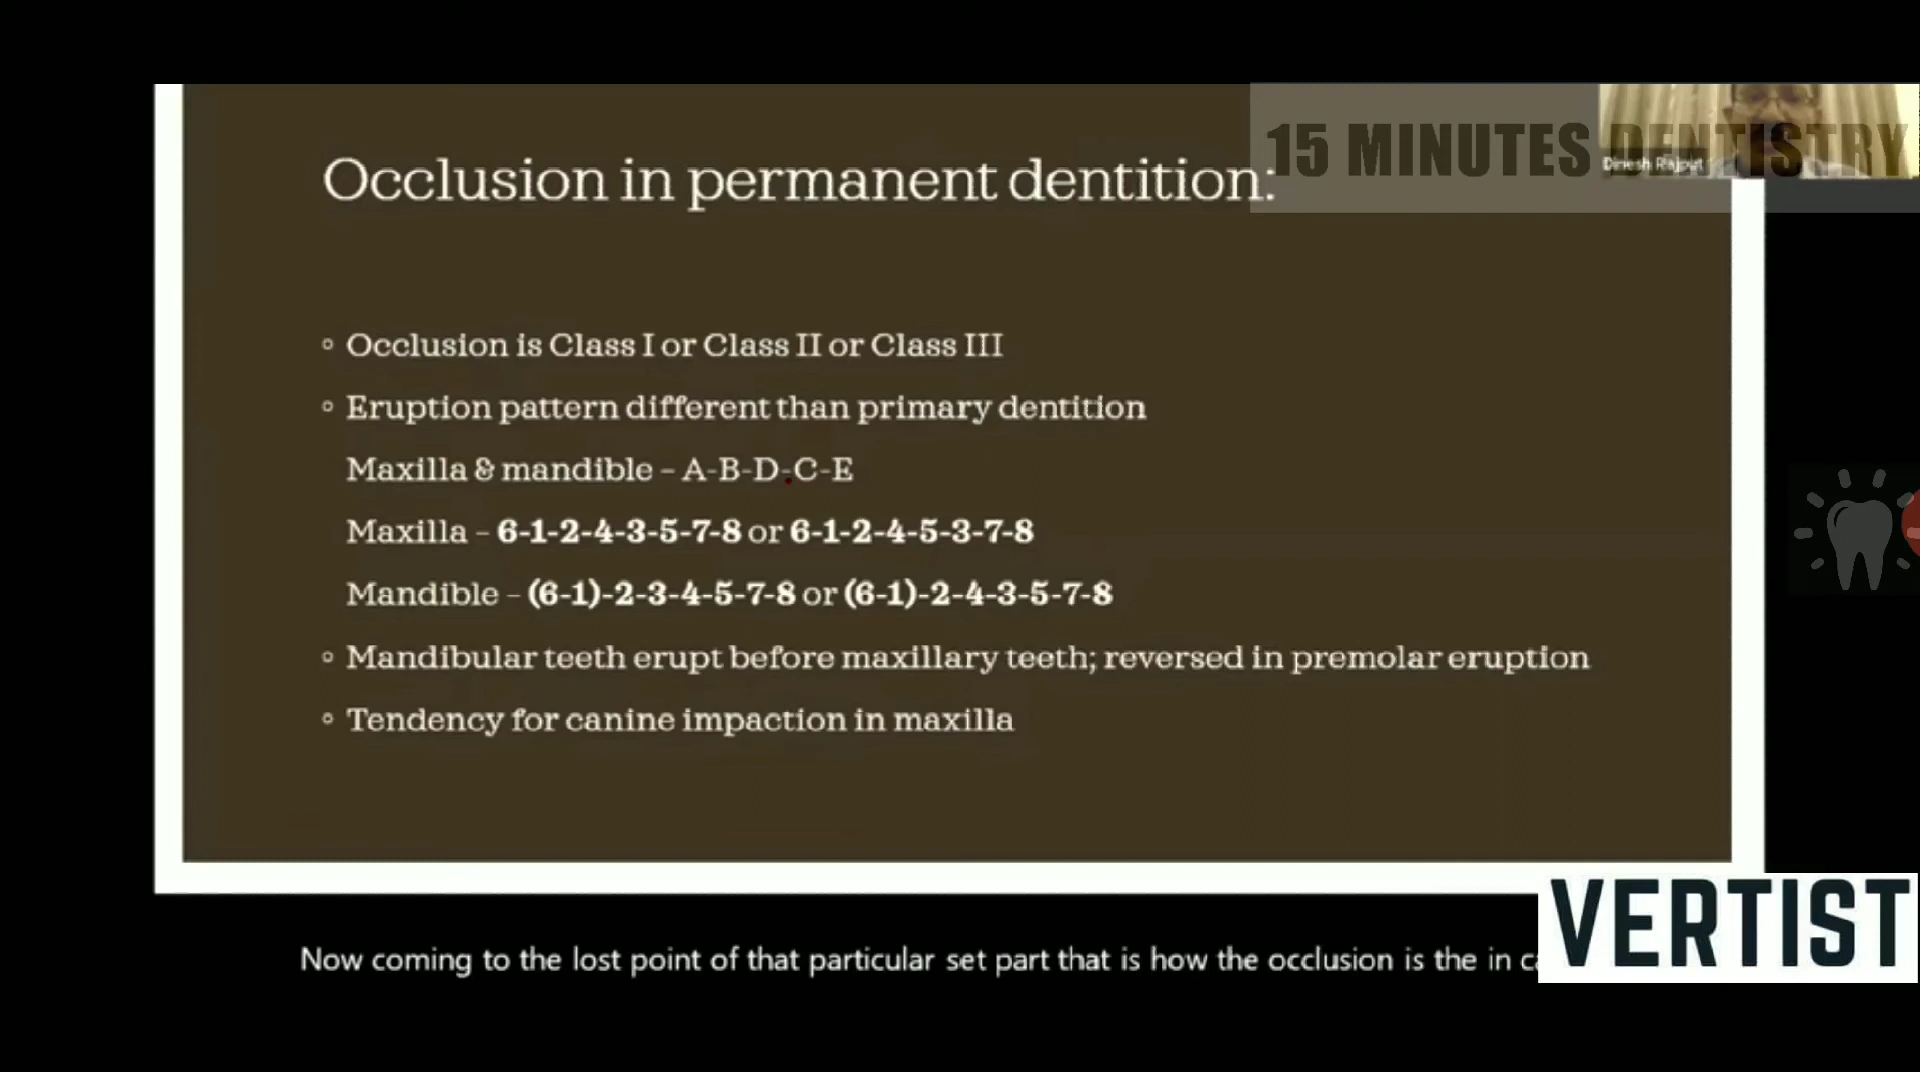 15 MINUTES DENTISTRY
Dinesh Rajput
Occlusion in permanent dentition:
◦ Occlusion is Class I or Class II or Class III
◦ Eruption pattern different than primary dentition
Maxilla & mandible – A-B-D-C-E
Maxilla – 6-1-2-4-3-5-7-8 or 6-1-2-4-5-3-7-8
Mandible – (6-1)-2-3-4-5-7-8 or (6-1)-2-4-3-5-7-8
◦ Mandibular teeth erupt before maxillary teeth; reversed in premolar eruption
◦ Tendency for canine impaction in maxilla
VERTIST
Now coming to the lost point of that particular set part that is how the occlusion is the in